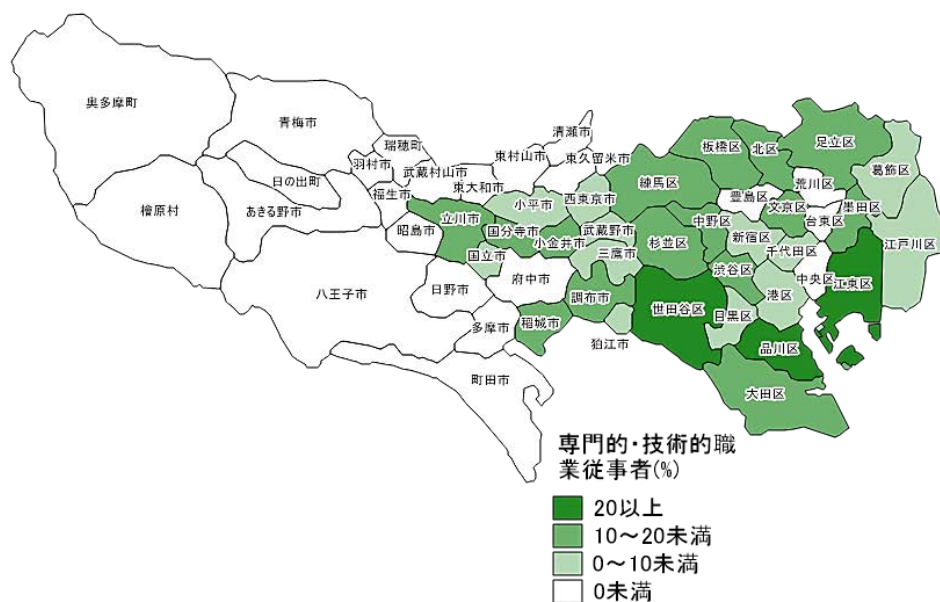 奥多摩町
青梅市
瑞穂町
羽村市
日の出町
武蔵村山市
福生市
檜原村
あきる野市
昭島市
東大和市
東村山市
清瀬市
東久留米市
小平市
西東京市
立川市
国分寺市
小金井市
武蔵野市
国立市
三鷹市
八王子市
日野市
府中市
調布市
多摩市
稲城市
狛江市
町田市
板橋区
北区
足立区
葛飾区
練馬区
豊島区
荒川区
文京区
台東区
墨田区
中野区
杉並区
新宿区
千代田区
江戸川区
渋谷区
港区
中央区
江東区
世田谷区
目黒区
品川区
大田区
専門的・技術的職
業従事者(%)
20以上
10～20未満
0～10未満
0未満